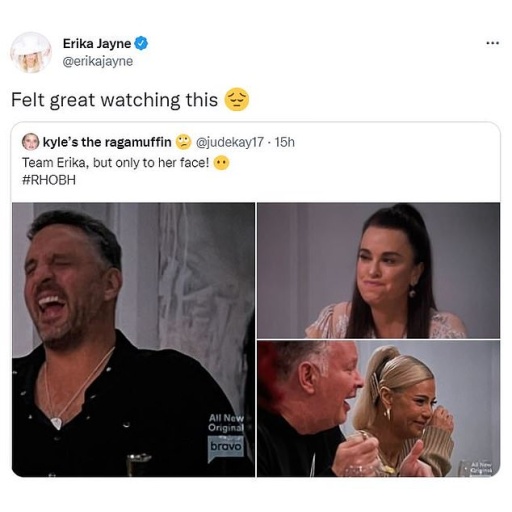 Erika Jayne
@erikajayne
Felt great watching this 😔
kyle's the ragamuffin 🙄 @judekay17 · 15h
Team Erika, but only to her face! 😶
#RHOBH
All New
Original
bravo
All New
Original